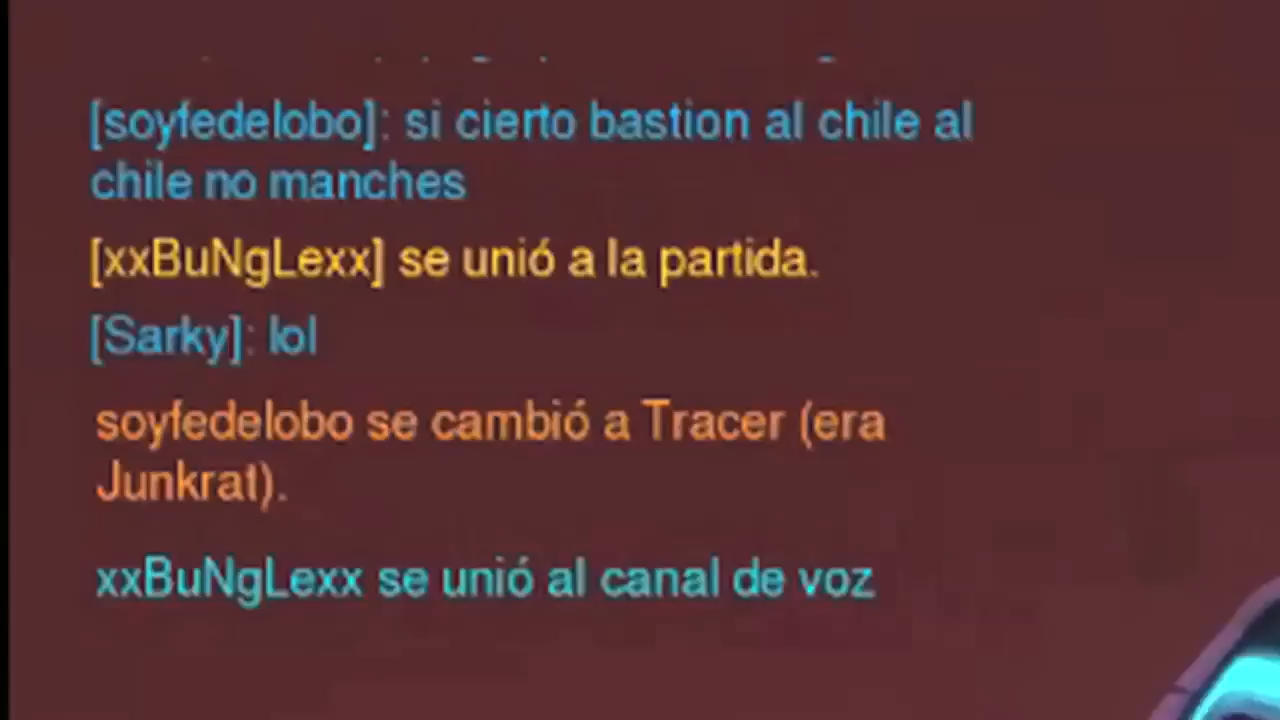 [soyfedelobo]: si cierto bastion al chile al
chile no manches
[xxBuNgLexx] se unió a la partida.
[Sarky]: lol
soyfedelobo se cambió a Tracer (era
Junkrat).
xxBuNgLexx se unió al canal de voz